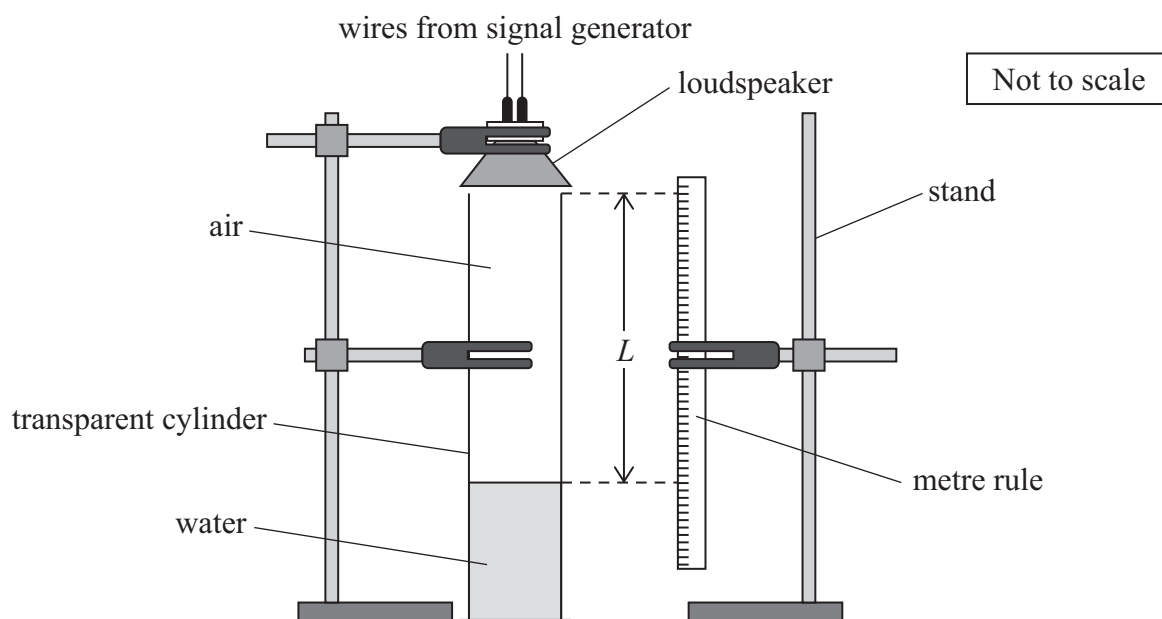 wires from signal generator
loudspeaker
Not to scale
stand
air
L
transparent cylinder
metre rule
water